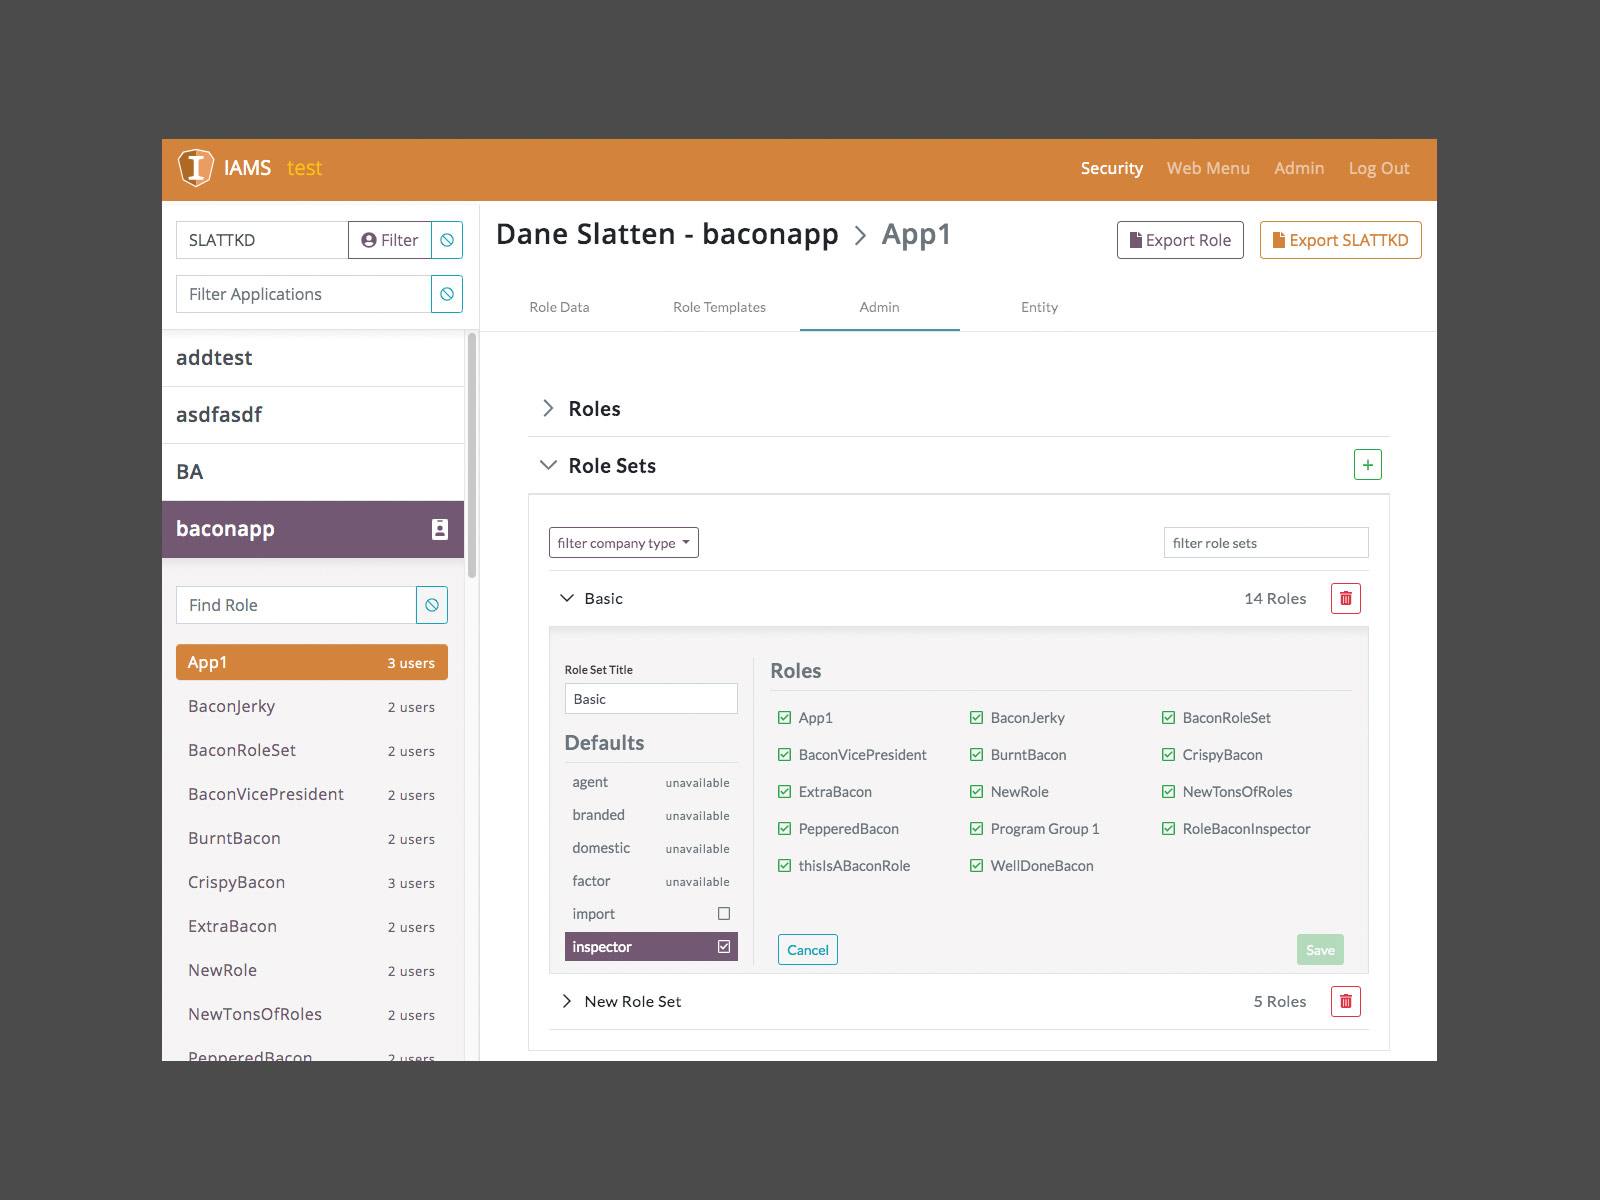 I IAMS test
Security Web Menu Admin Log Out
SLATTKD Filter
Filter Applications
addtest
asdfasdf
BA
baconapp
Find Role
App1 3 users
BaconJerky 2 users
BaconRoleSet 2 users
BaconVicePresident 2 users
BurntBacon 2 users
CrispyBacon 3 users
ExtraBacon 2 users
NewRole 2 users
NewTonsOfRoles 2 users
PepperedBacon 2 users
Dane Slatten - baconapp > App1
Export Role Export SLATTKD
Role Data Role Templates Admin Entity
Roles
Role Sets +
filter company type filter role sets
Basic 14 Roles
Role Set Title
Basic
Defaults
agent unavailable
branded unavailable
domestic unavailable
factor unavailable
import
inspector
Roles
App1 BaconJerky BaconRoleSet
BaconVicePresident BurntBacon CrispyBacon
ExtraBacon NewRole NewTonsOfRoles
PepperedBacon Program Group 1 RoleBaconInspector
thisIsABaconRole WellDoneBacon
Cancel Save
New Role Set 5 Roles